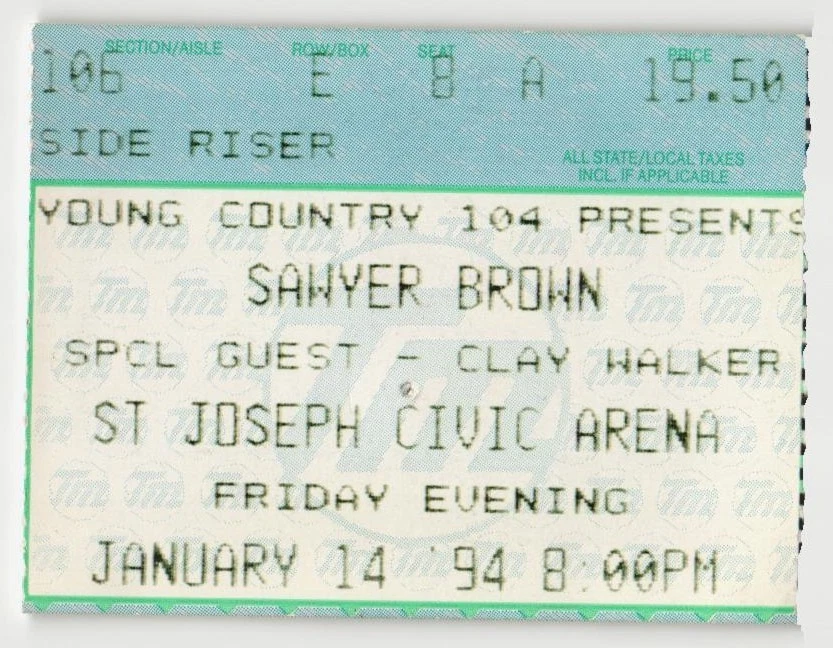 SECTION/AISLE ROW/BOX SEAT PRICE
106 E 8 A 19.50
SIDE RISER
ALL STATE/LOCAL TAXES
INCL. IF APPLICABLE
YOUNG COUNTRY 104 PRESENTS
SAWYER BROWN
SPCL GUEST - CLAY WALKER
ST JOSEPH CIVIC ARENA
FRIDAY EVENING
JANUARY 14 '94 8:00PM